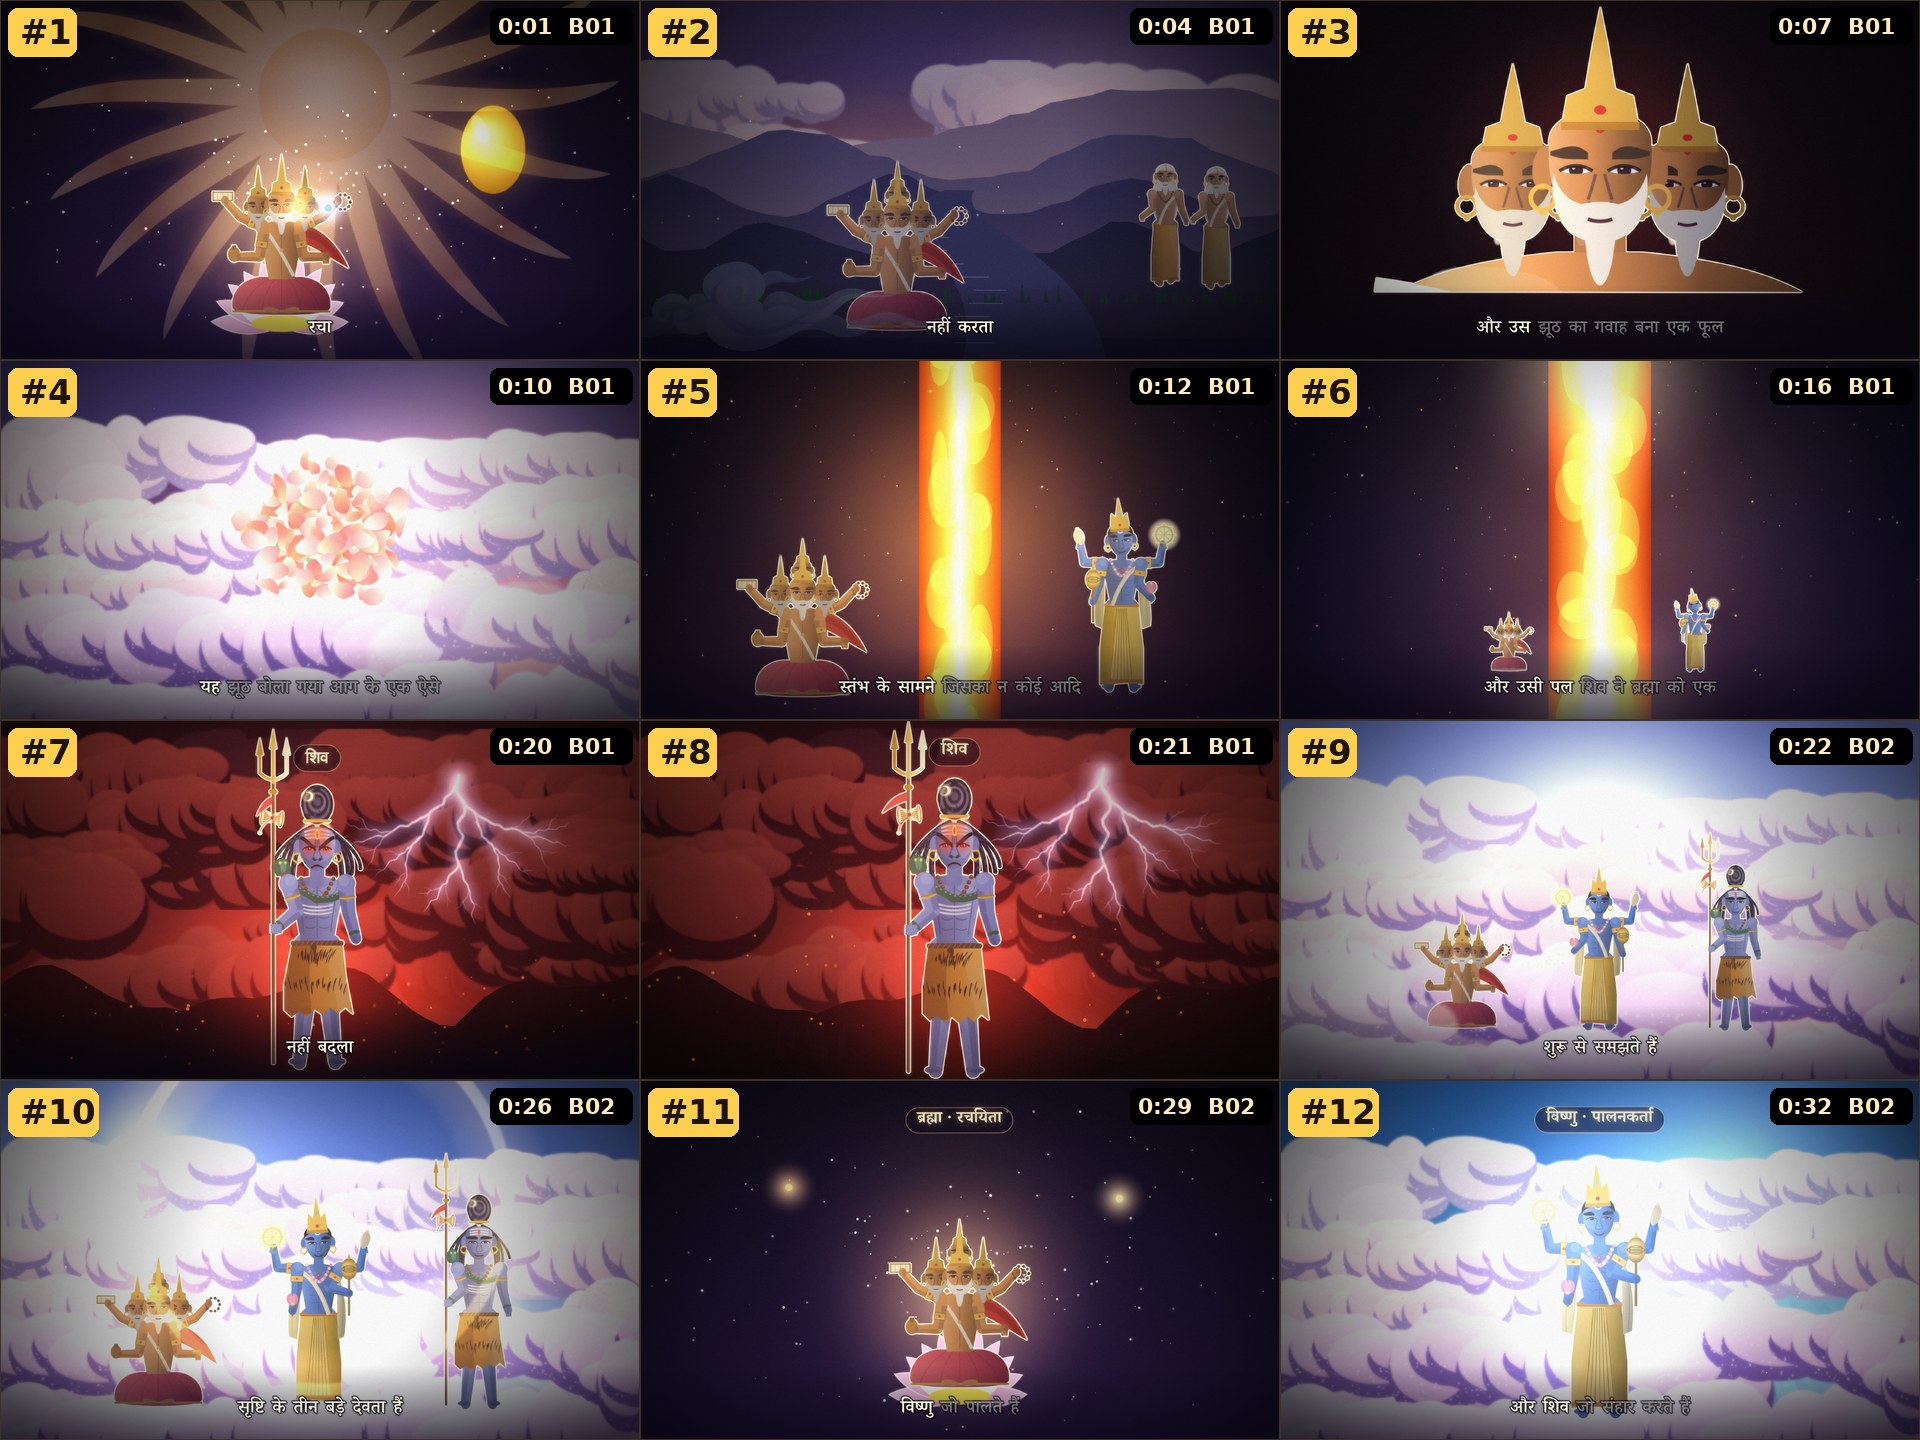 #1
0:01 B01
रचा
#2
0:04 B01
नहीं करता
#3
0:07 B01
और उस झूठ का गवाह बना एक फूल
#4
0:10 B01
यह झूठ बोला गया आग के एक ऐसे
#5
0:12 B01
स्तंभ के सामने जिसका न कोई आदि
#6
0:16 B01
और उसी पल शिव ने ब्रह्मा को एक
#7
0:20 B01
शिव
नहीं बदला
#8
0:21 B01
शिव
#9
0:22 B02
शुरू से समझते हैं
#10
0:26 B02
सृष्टि के तीन बड़े देवता हैं
#11
0:29 B02
ब्रह्मा · रचयिता
विष्णु जो पालते हैं
#12
0:32 B02
विष्णु · पालनकर्ता
और शिव जो संहार करते हैं